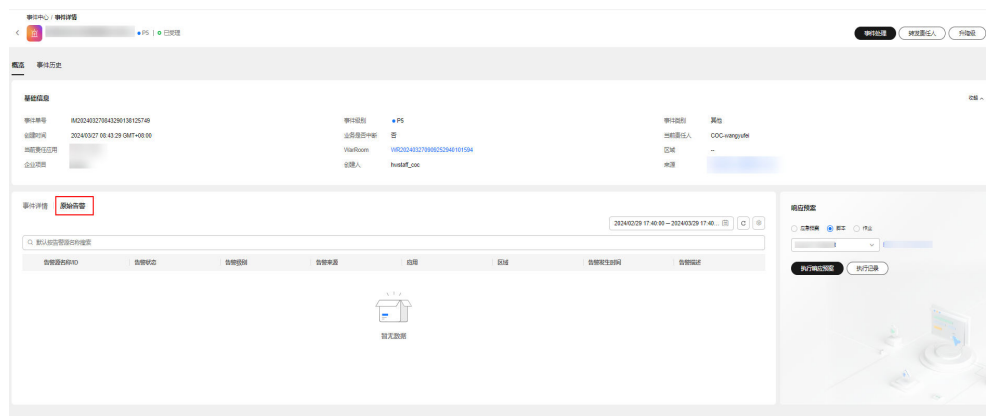 事件中心 / 事件详情
P5 | 已受理
事件处理 转发责任人 升降级
概览 事件历史
基础信息
收起
事件单号 IM20240327084329013812574​9
事件级别 P5
事件类别 其他
创建时间 2024/03/27 08:43:29 GMT+08:00
业务是否中断 否
当前责任人 COC-wangyufei
当前责任应用
WarRoom WR20240327090925294610159​4
区域 --
企业项目
创建人 hwstaff_coc
来源
事件详情 原始告警
2024/02/29 17:40:00 — 2024/03/29 17:40...
默认按告警源名称搜索
告警源名称/ID 告警状态 告警级别 告警来源 应用 区域 告警发生时间 告警描述
暂无数据
响应预案
应急预案 脚本 作业
执行响应预案 执行记录